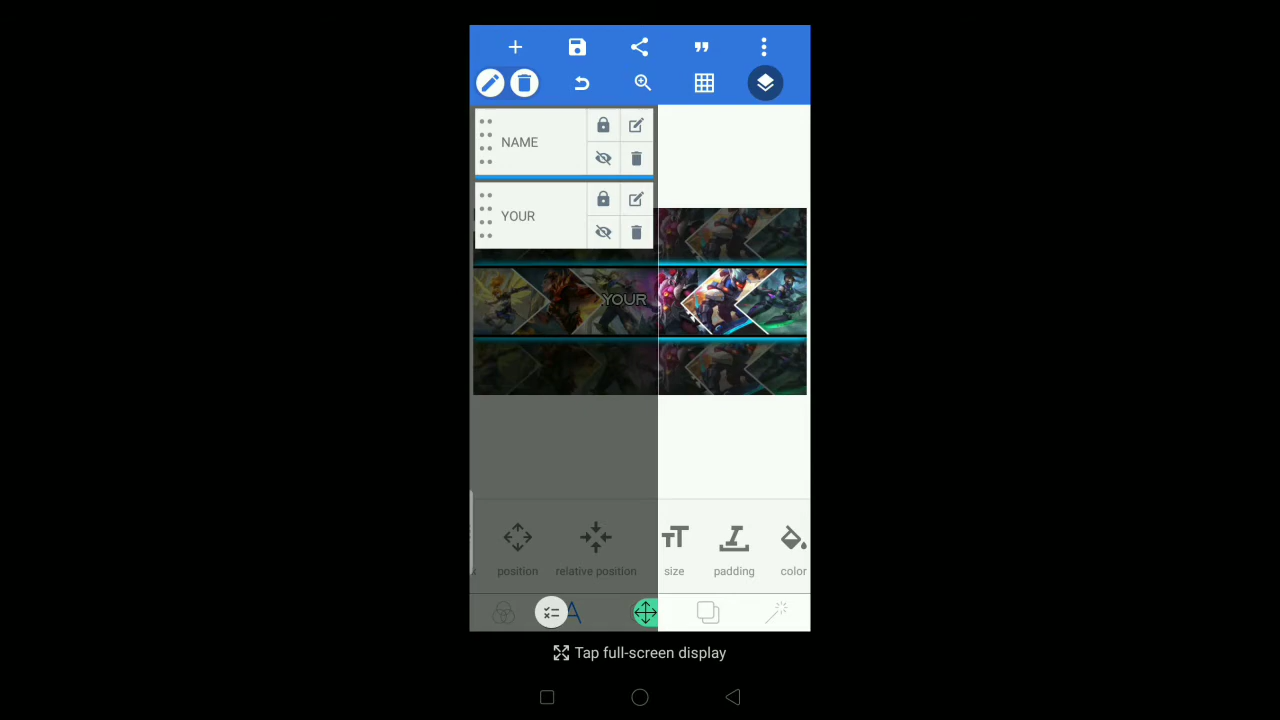 NAME
YOUR
YOUR
position
relative position
size
padding
color
Tap full-screen display